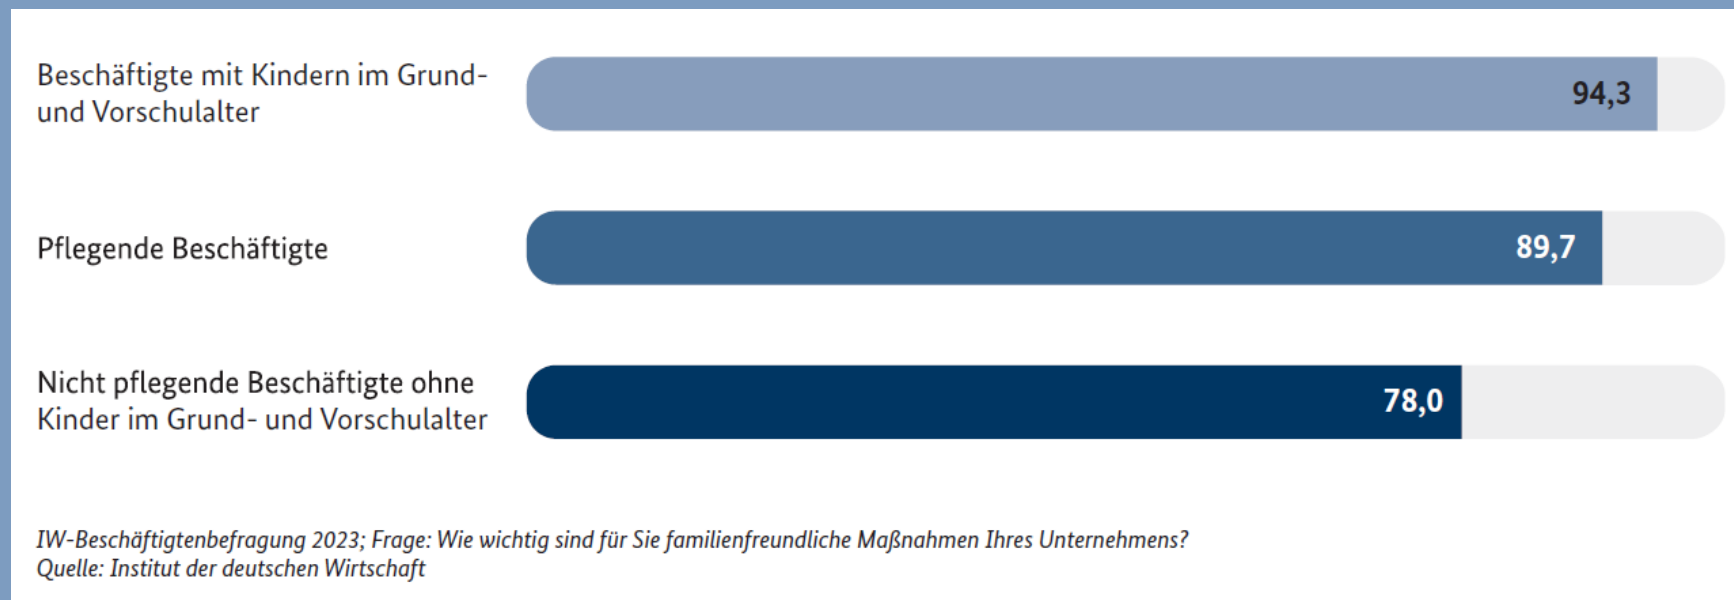 Beschäftigte mit Kindern im Grund-
und Vorschulalter
94,3
Pflegende Beschäftigte
89,7
Nicht pflegende Beschäftigte ohne
Kinder im Grund- und Vorschulalter
78,0
IW-Beschäftigtenbefragung 2023; Frage: Wie wichtig sind für Sie familienfreundliche Maßnahmen Ihres Unternehmens?
Quelle: Institut der deutschen Wirtschaft